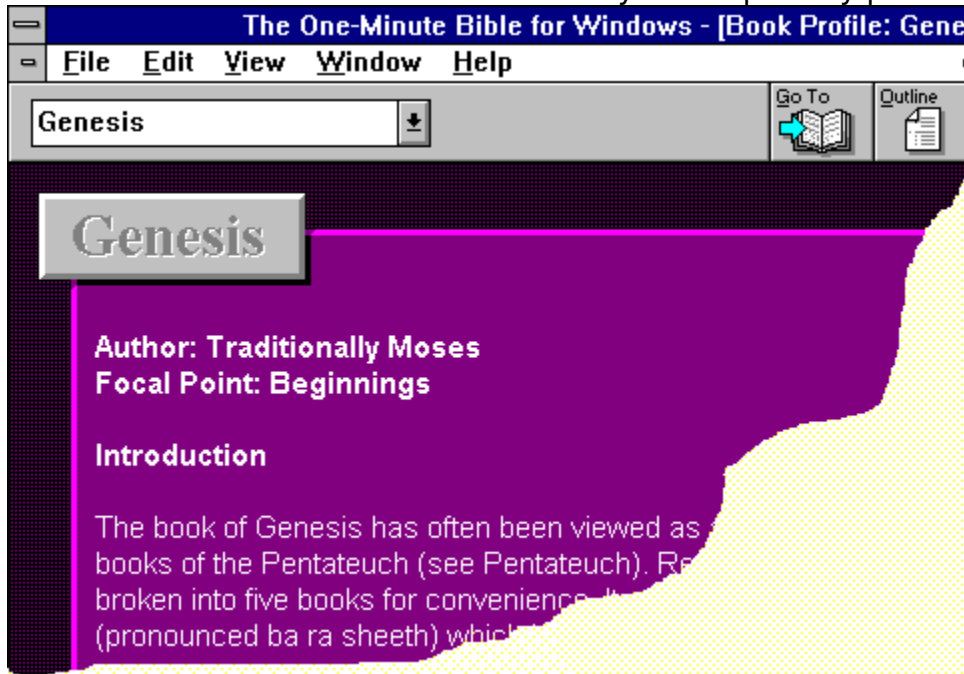 The One-Minute Bible for Windows - [Book Profile: Gene
File Edit View Window Help
Genesis
Go To
Outline
Genesis
Author: Traditionally Moses
Focal Point: Beginnings
Introduction
The book of Genesis has often been viewed as
books of the Pentateuch (see Pentateuch). Re
broken into five books for convenience.
(pronounced ba ra sheeth) which